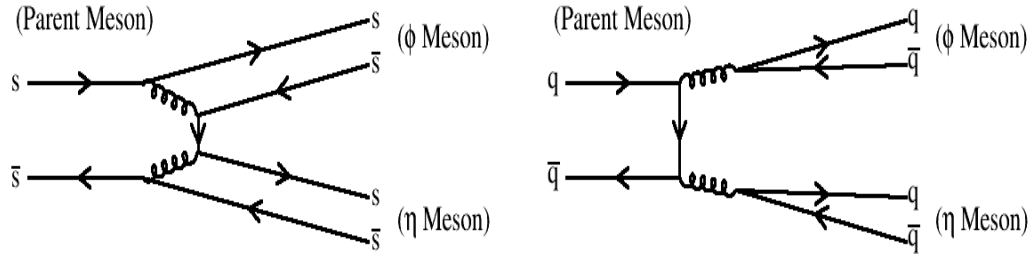 (Parent Meson)
s
s̅
s
s̅
(ϕ Meson)
s
s̅
(η Meson)
(Parent Meson)
q
q̅
q
q̅
(ϕ Meson)
q
q̅
(η Meson)